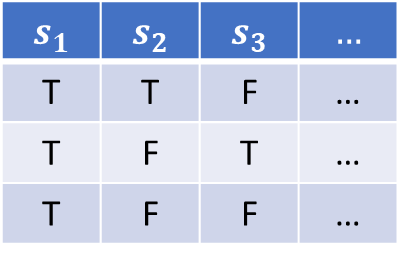 s₁ s₂ s₃ ...
T T F ...
T F T ...
T F F ...